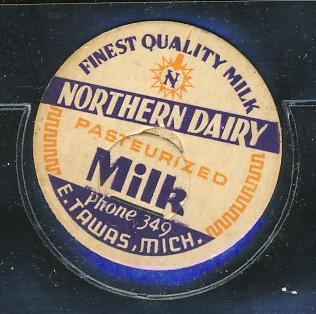 FINEST QUALITY MILK
N
NORTHERN DAIRY
PASTEURIZED
Milk
Phone 349
E. TAWAS, MICH.